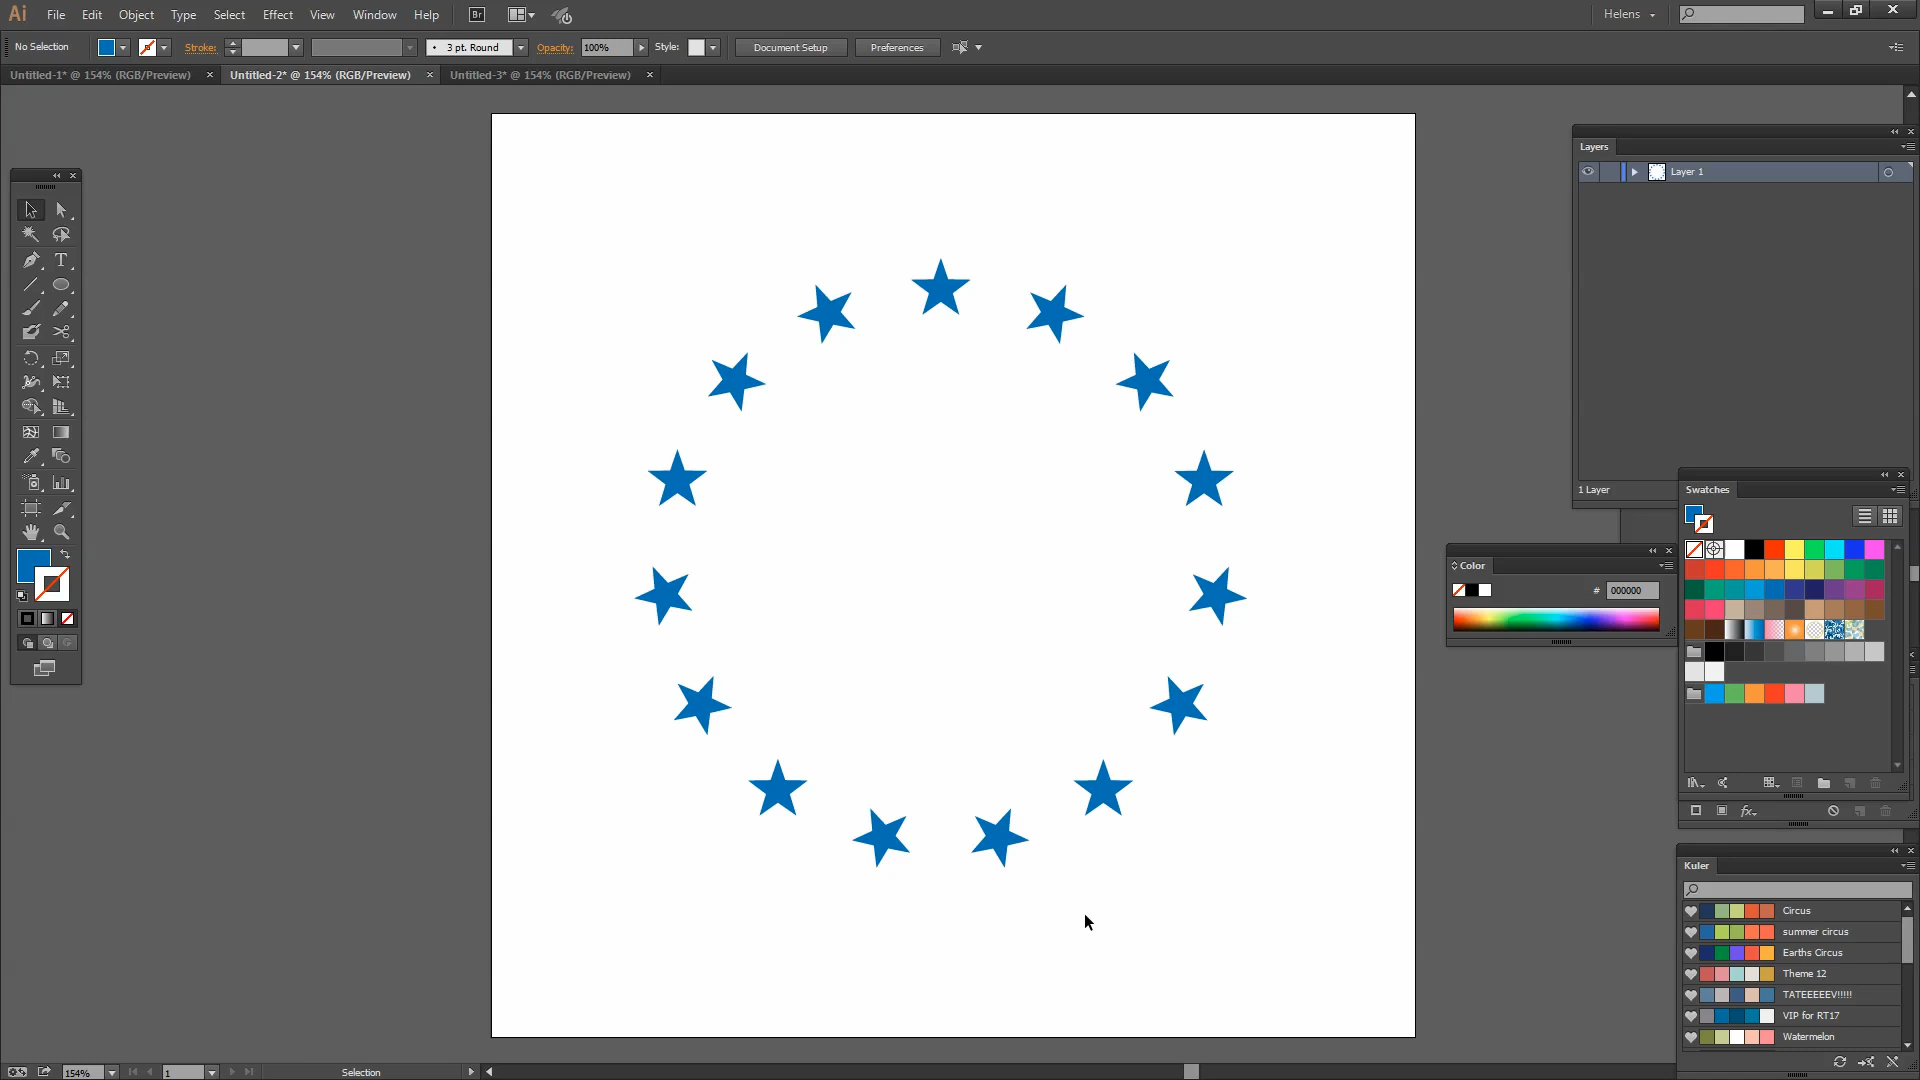 Ai File Edit Object Type Select Effect View Window Help Br Helens
No Selection Stroke: 3 pt. Round Opacity: 100% Style: Document Setup Preferences
Untitled-1* @ 154% (RGB/Preview) Untitled-2* @ 154% (RGB/Preview) Untitled-3* @ 154% (RGB/Preview)
Layers
Layer 1
1 Layer
Swatches
Color
# 000000
Kuler
Circus
summer circus
Earths Circus
Theme 12
TATEEEEEV!!!!!
VIP for RT17
Watermelon
154% 1 Selection